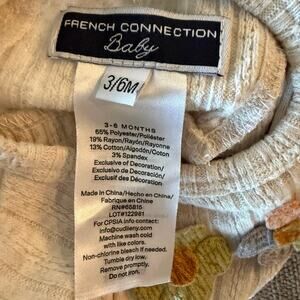 FRENCH CONNECTION
Baby
3/6M
3-6 MONTHS
65% Polyester/Poliéster
19% Rayon/Rayón/Rayonne
13% Cotton/Algodón/Coton
3% Spandex
Exclusive of Decoration/
Exclusivo de Decoración/
Exclusif des Décoration
Made in China/Hecho en China/
Fabrique en Chine
RN#65815
LOT#122981
For CPSIA info contact:
info@cudlieny.com
Machine wash cold
with like colors.
Non-chlorine bleach if needed.
Tumble dry low.
Remove promptly.
Do not iron.